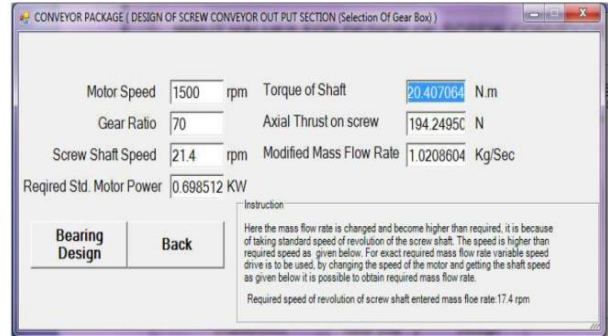 CONVEYOR PACKAGE ( DESIGN OF SCREW CONVEYOR OUT PUT SECTION (Selection Of Gear Box) )
Motor Speed 1500 rpm Torque of Shaft 20.407064 N.m
Gear Ratio 70 Axial Thrust on screw 194.2495 N
Screw Shaft Speed 21.4 rpm Modified Mass Flow Rate 1.0208604 Kg/Sec
Reqired Std. Motor Power 0.698512 KW
Instruction
Here the mass flow rate is changed and become higher than required, it is because
of taking standard speed of revolution of the screw shaft. The speed is higher than
required speed as given below. For exact required mass flow rate variable speed
drive is to be used, by changing the speed of the motor and getting the shaft speed
as given below it is possible to obtain required mass flow rate.
Required speed of revolution of screw shaft entered mass floe rate:17.4 rpm
Bearing
Design
Back